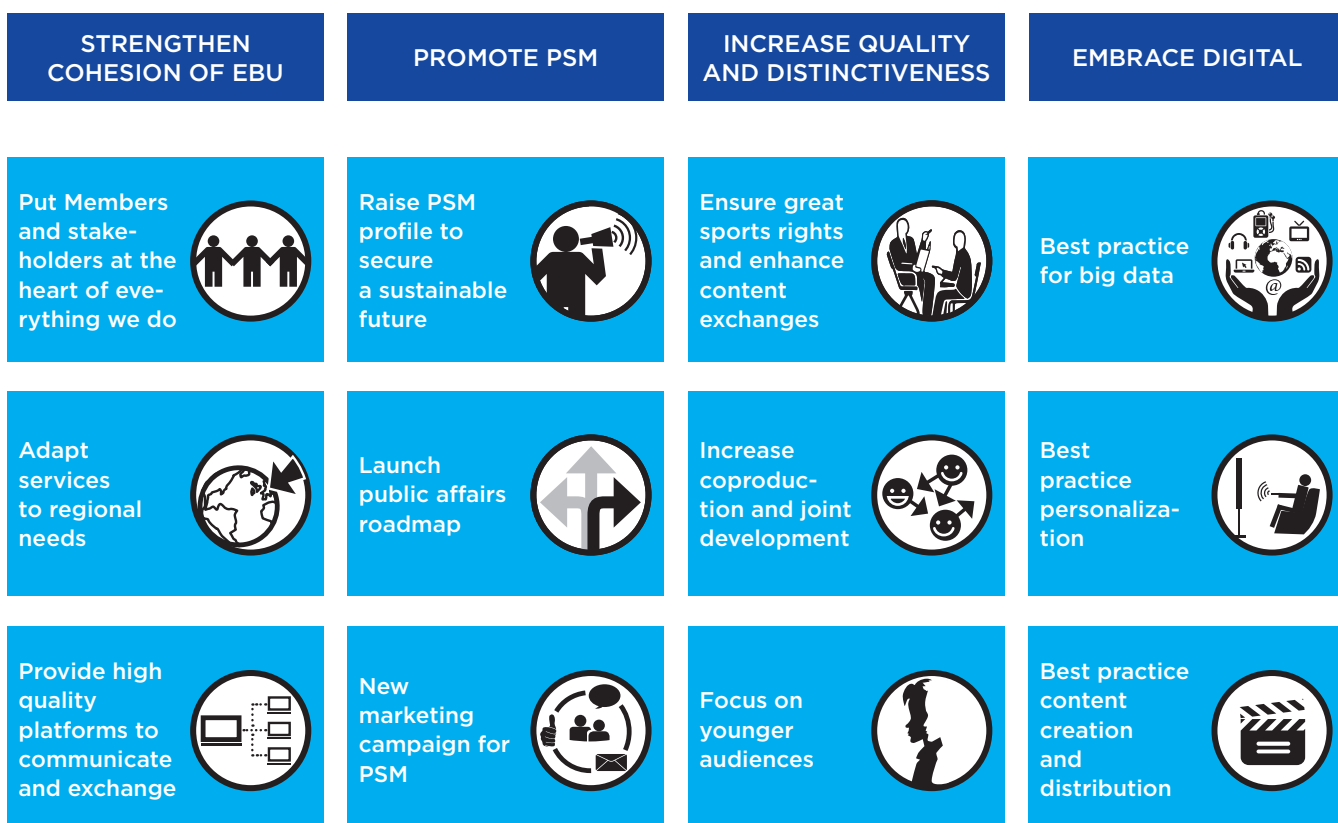 STRENGTHEN
COHESION OF EBU
PROMOTE PSM
INCREASE QUALITY
AND DISTINCTIVENESS
EMBRACE DIGITAL
Put Members
and stake-
holders at the
heart of eve-
rything we do
Raise PSM
profile to
secure
a sustainable
future
Ensure great
sports rights
and enhance
content
exchanges
Best practice
for big data
@
Adapt
services
to regional
needs
Launch
public affairs
roadmap
Increase
coproduc-
tion and joint
development
Best
practice
personaliza-
tion
Provide high
quality
platforms to
communicate
and exchange
New
marketing
campaign for
PSM
Focus on
younger
audiences
Best practice
content
creation
and
distribution